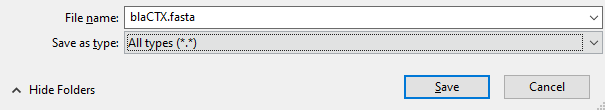 File name: blaCTX.fasta
Save as type: All types (*.*)
Hide Folders Save Cancel